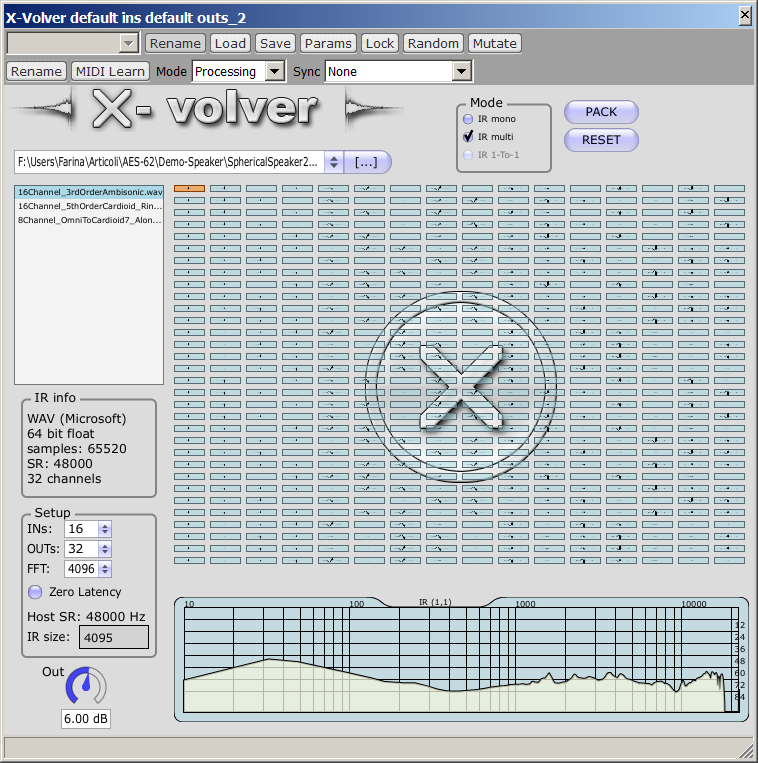 X-Volver default ins default outs_2
Rename Load Save Params Lock Random Mutate
Rename MIDI Learn Mode Processing Sync None
X- volver
Mode
IR mono
IR multi
IR 1-To-1
PACK
RESET
F:\Users\Farina\Articoli\AES-62\Demo-Speaker\SphericalSpeaker2... [...]
16Channel_3rdOrderAmbisonic.wav
16Channel_5thOrderCardioid_Rin...
8Channel_OmniToCardioid7_Alon...
IR info
WAV (Microsoft)
64 bit float
samples: 65520
SR: 48000
32 channels
Setup
INs: 16
OUTs: 32
FFT: 4096
Zero Latency
Host SR: 48000 Hz
IR size: 4095
Out
6.00 dB
10 100 IR (1,1) 1000 10000
12
24
36
48
60
72
84